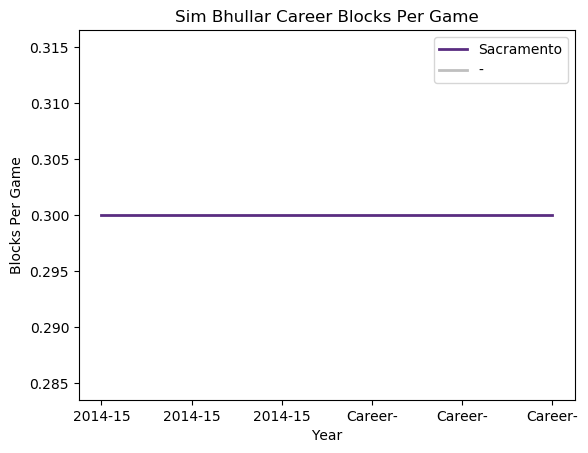 Sim Bhullar Career Blocks Per Game
Sacramento
-
0.315
0.310
0.305
0.300
0.295
0.290
0.285
Blocks Per Game
2014-15 2014-15 2014-15 Career- Career- Career-
Year